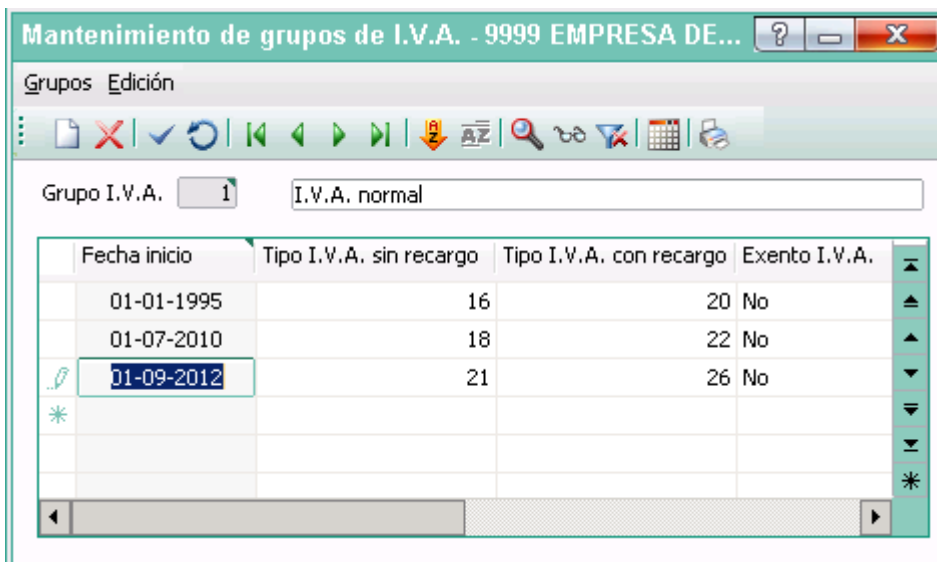 Mantenimiento de grupos de I.V.A. - 9999 EMPRESA DE...
Grupos Edición
Grupo I.V.A. 1 I.V.A. normal
Fecha inicio Tipo I.V.A. sin recargo Tipo I.V.A. con recargo Exento I.V.A.
01-01-1995 16 20 No
01-07-2010 18 22 No
01-09-2012 21 26 No